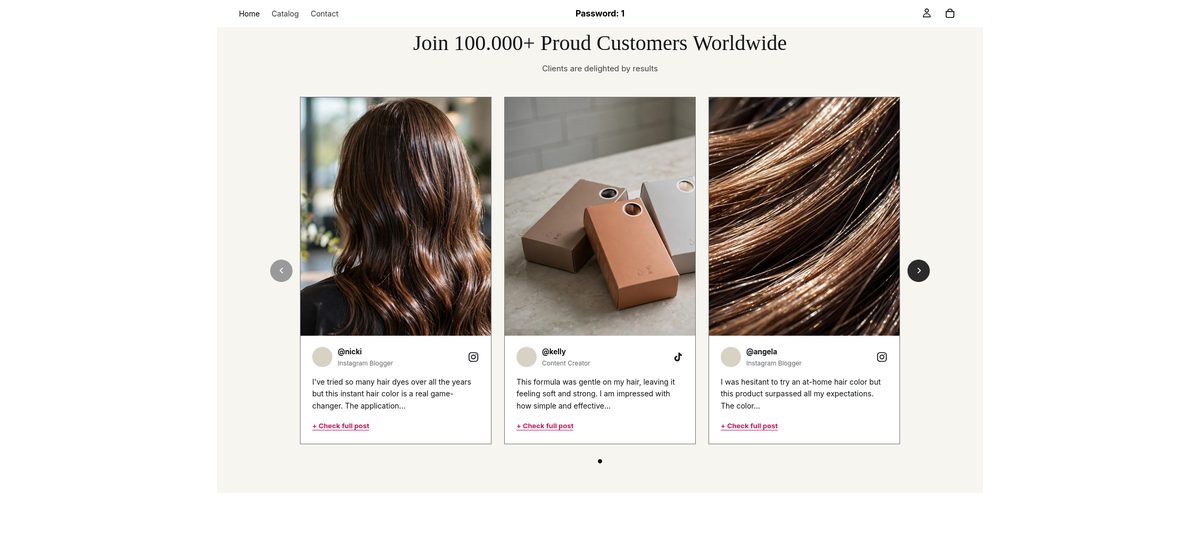 Home Catalog Contact Password: 1
Join 100.000+ Proud Customers Worldwide
Clients are delighted by results
@nicki
Instagram Blogger
I've tried so many hair dyes over all the years
but this instant hair color is a real game-
changer. The application...
+ Check full post
@kelly
Content Creator
This formula was gentle on my hair, leaving it
feeling soft and strong. I am impressed with
how simple and effective...
+ Check full post
@angela
Instagram Blogger
I was hesitant to try an at-home hair color but
this product surpassed all my expectations.
The color...
+ Check full post